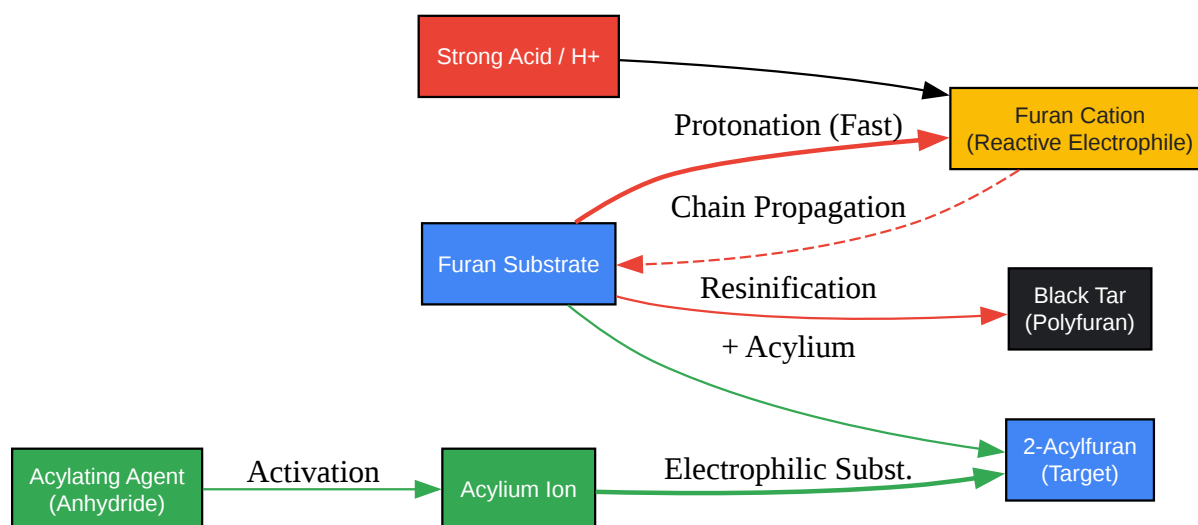 Strong Acid / H+
Furan Cation
(Reactive Electrophile)
Protonation (Fast)
Chain Propagation
Furan Substrate
Resinification
Black Tar
(Polyfuran)
+ Acylium
Acylating Agent
(Anhydride)
Activation
Acylium Ion
Electrophilic Subst.
2-Acylfuran
(Target)